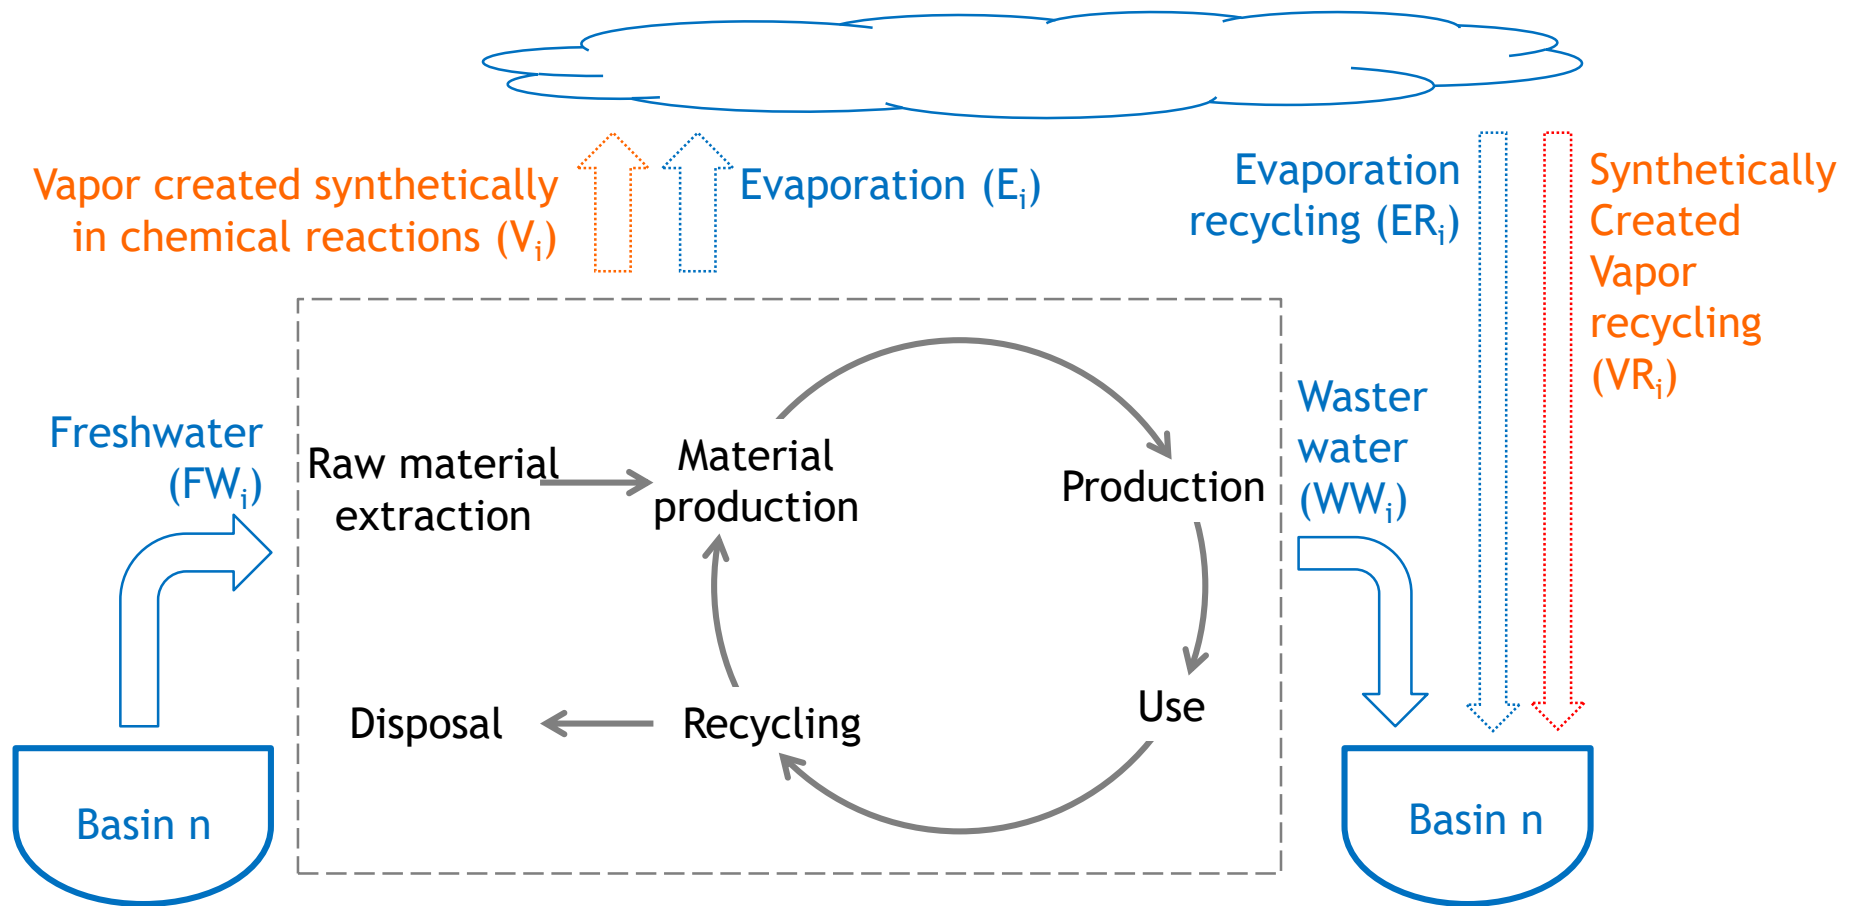 Vapor created synthetically
in chemical reactions (Vi)
Evaporation (Ei)
Evaporation
recycling (ERi)
Synthetically
Created
Vapor
recycling
(VRi)
Freshwater
(FWi)
Raw material
extraction
Material
production
Production
Waster
water
(WWi)
Disposal
Recycling
Use
Basin n
Basin n